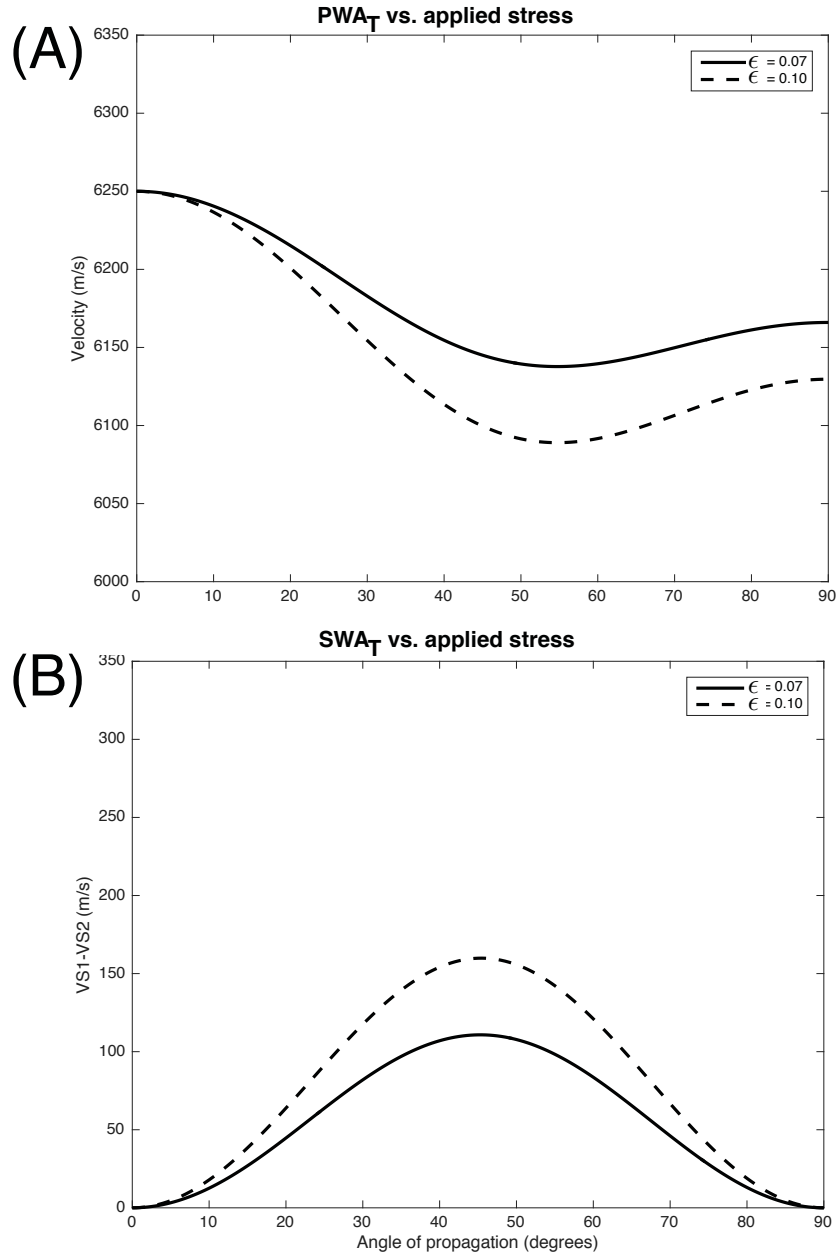 (A)
PWA_T vs. applied stress
ϵ = 0.07
ϵ = 0.10
6350
6300
6250
6200
6150
6100
6050
6000
Velocity (m/s)
0 10 20 30 40 50 60 70 80 90
(B)
SWA_T vs. applied stress
ϵ = 0.07
ϵ = 0.10
350
300
250
200
150
100
50
0
VS1-VS2 (m/s)
0 10 20 30 40 50 60 70 80 90
Angle of propagation (degrees)